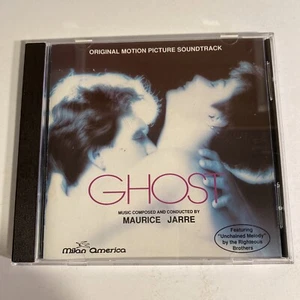 ORIGINAL MOTION PICTURE SOUNDTRACK
GHOST
MUSIC COMPOSED AND CONDUCTED BY
MAURICE JARRE
Milan America
Featuring
"Unchained Melody"
by the Righteous
Brothers